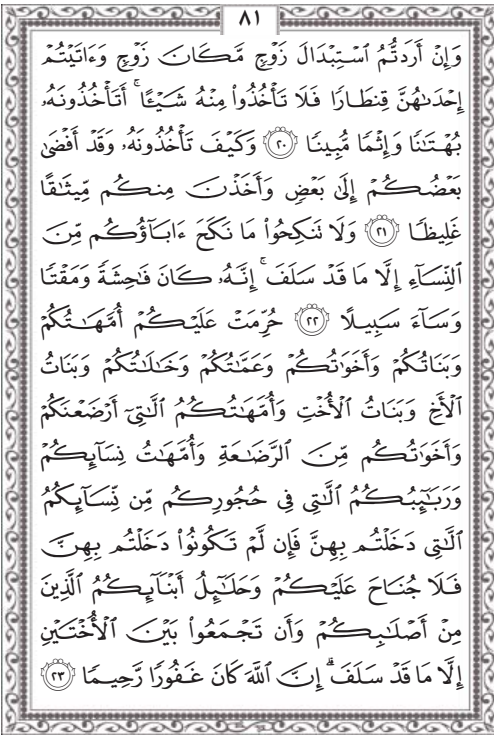 ٨١
وَإِنْ أَرَدتُّمُ ٱسْتِبْدَالَ زَوْجٍ مَّكَانَ زَوْجٍ وَءَاتَيْتُمْ
إِحْدَىٰهُنَّ قِنطَارًا فَلَا تَأْخُذُوا۟ مِنْهُ شَيْـًٔا ۚ أَتَأْخُذُونَهُۥ
بُهْتَٰنًا وَإِثْمًا مُّبِينًا ٢٠ وَكَيْفَ تَأْخُذُونَهُۥ وَقَدْ أَفْضَىٰ
بَعْضُكُمْ إِلَىٰ بَعْضٍ وَأَخَذْنَ مِنكُم مِّيثَٰقًا
غَلِيظًا ٢١ وَلَا تَنكِحُوا۟ مَا نَكَحَ ءَابَآؤُكُم مِّنَ
ٱلنِّسَآءِ إِلَّا مَا قَدْ سَلَفَ ۚ إِنَّهُۥ كَانَ فَٰحِشَةً وَمَقْتًا
وَسَآءَ سَبِيلًا ٢٢ حُرِّمَتْ عَلَيْكُمْ أُمَّهَٰتُكُمْ
وَبَنَاتُكُمْ وَأَخَوَٰتُكُمْ وَعَمَّٰتُكُمْ وَخَٰلَٰتُكُمْ وَبَنَاتُ
ٱلْأَخِ وَبَنَاتُ ٱلْأُخْتِ وَأُمَّهَٰتُكُمُ ٱلَّٰتِىٓ أَرْضَعْنَكُمْ
وَأَخَوَٰتُكُم مِّنَ ٱلرَّضَٰعَةِ وَأُمَّهَٰتُ نِسَآئِكُمْ
وَرَبَٰٓئِبُكُمُ ٱلَّٰتِى فِى حُجُورِكُم مِّن نِّسَآئِكُمُ
ٱلَّٰتِى دَخَلْتُم بِهِنَّ فَإِن لَّمْ تَكُونُوا۟ دَخَلْتُم بِهِنَّ
فَلَا جُنَاحَ عَلَيْكُمْ وَحَلَٰٓئِلُ أَبْنَآئِكُمُ ٱلَّذِينَ
مِنْ أَصْلَٰبِكُمْ وَأَن تَجْمَعُوا۟ بَيْنَ ٱلْأُخْتَيْنِ
إِلَّا مَا قَدْ سَلَفَ ۗ إِنَّ ٱللَّهَ كَانَ غَفُورًا رَّحِيمًا ٢٣